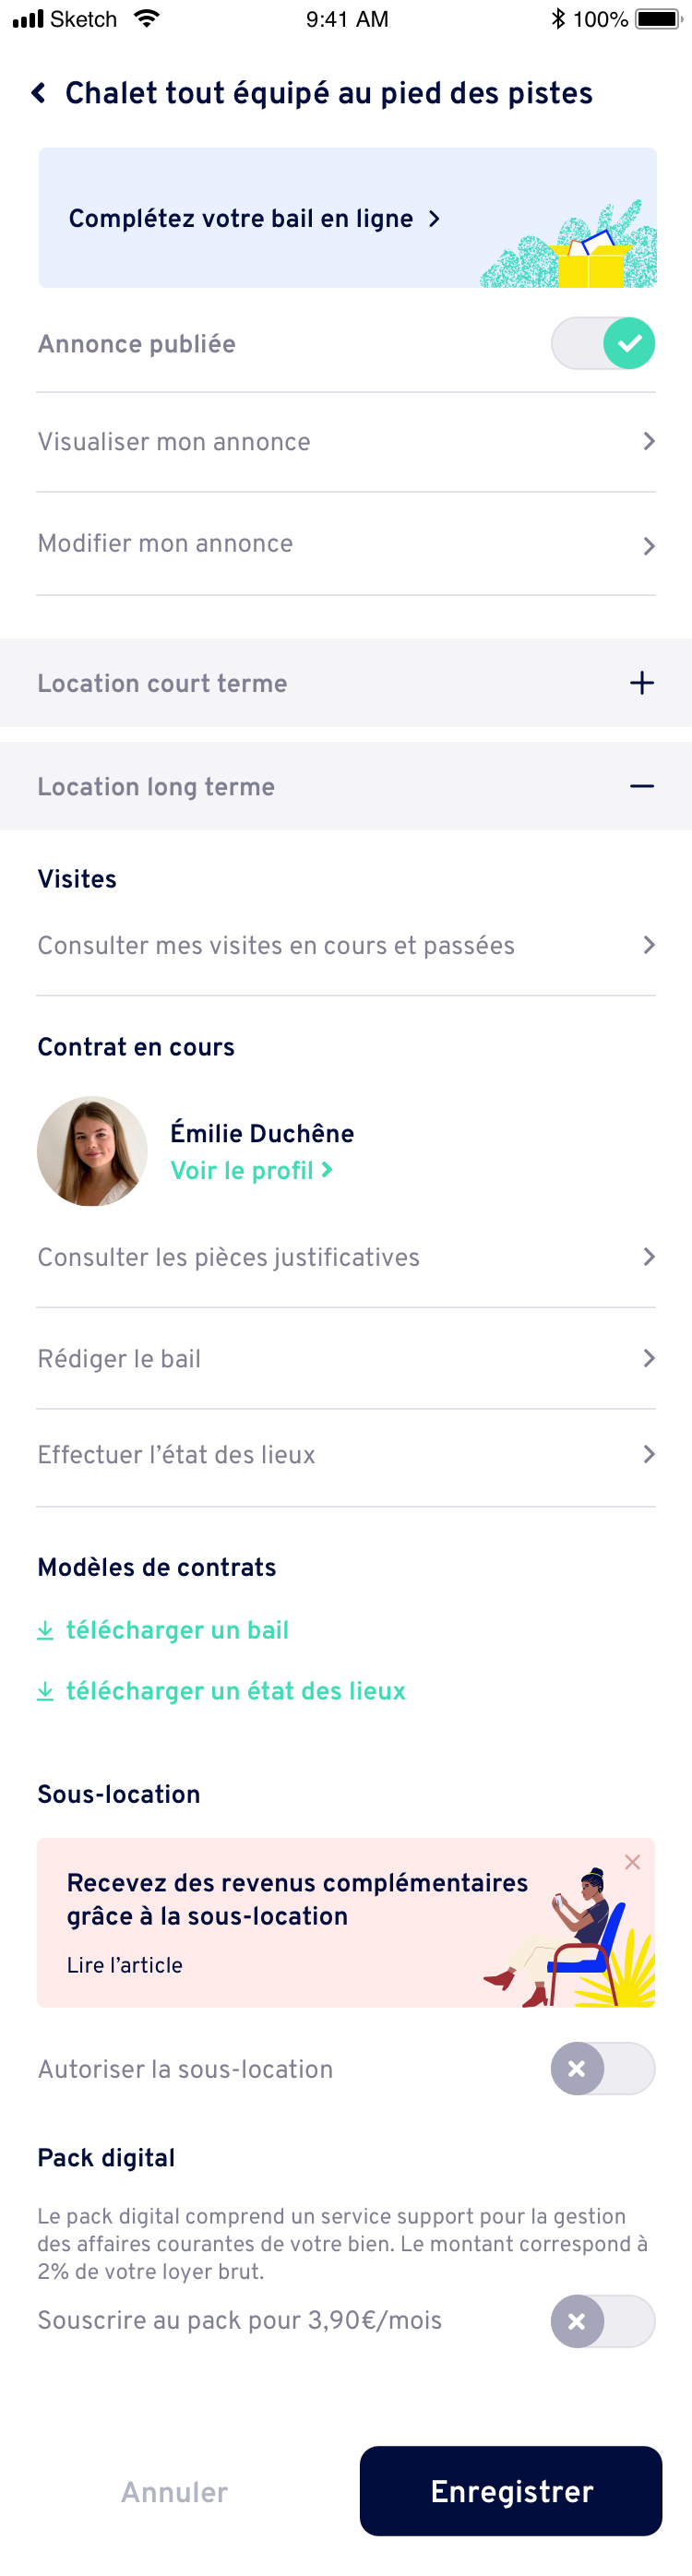 Sketch 9:41 AM 100%
Chalet tout équipé au pied des pistes
Complétez votre bail en ligne
Annonce publiée
Visualiser mon annonce
Modifier mon annonce
Location court terme
Location long terme
Visites
Consulter mes visites en cours et passées
Contrat en cours
Émilie Duchêne
Voir le profil
Consulter les pièces justificatives
Rédiger le bail
Effectuer l’état des lieux
Modèles de contrats
télécharger un bail
télécharger un état des lieux
Sous-location
Recevez des revenus complémentaires
grâce à la sous-location
Lire l’article
Autoriser la sous-location
Pack digital
Le pack digital comprend un service support pour la gestion
des affaires courantes de votre bien. Le montant correspond à
2% de votre loyer brut.
Souscrire au pack pour 3,90€/mois
Annuler
Enregistrer